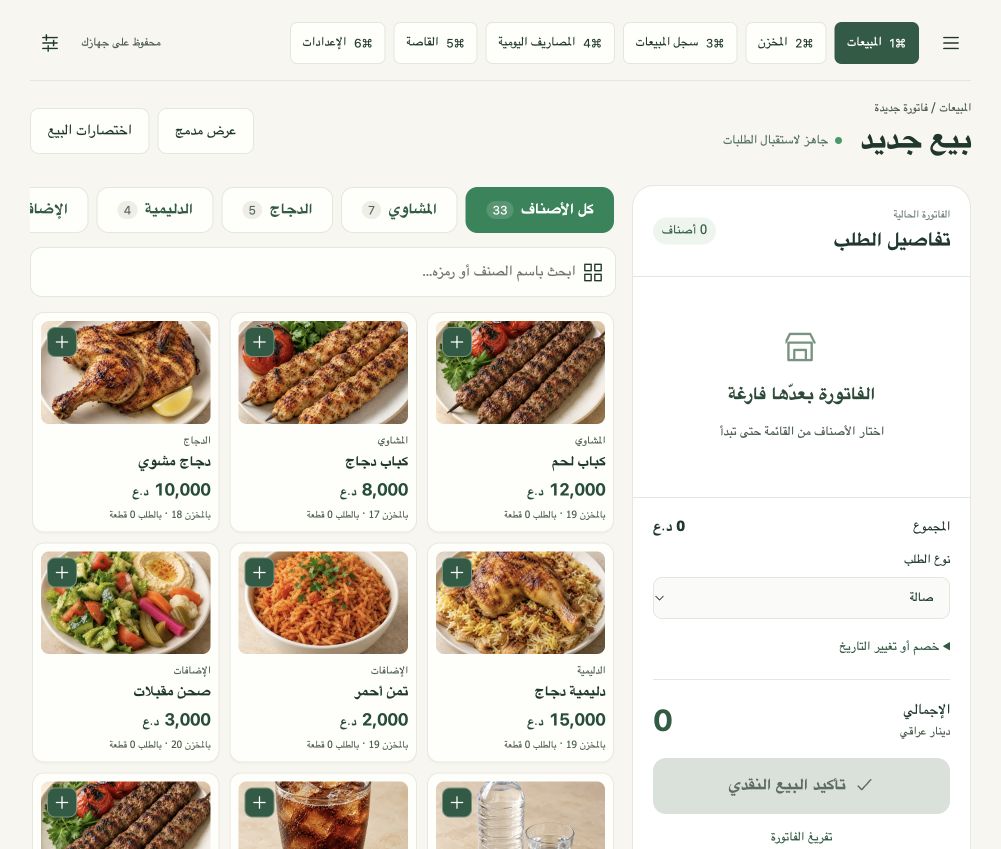 المبيعات ⌘1
المخزن ⌘2
سجل المبيعات ⌘3
المصاريف اليومية ⌘4
القاصة ⌘5
الإعدادات ⌘6
محفوظ على جهازك
المبيعات / فاتورة جديدة
بيع جديد
جاهز لاستقبال الطلبات
عرض مدمج
اختصارات البيع
الفاتورة الحالية
تفاصيل الطلب
0 أصناف
الفاتورة بعدّها فارغة
اختار الأصناف من القائمة حتى تبدأ
المجموع
0 د.ع
نوع الطلب
صالة
خصم أو تغيير التاريخ
الإجمالي
دينار عراقي
0
تأكيد البيع النقدي
تفريغ الفاتورة
كل الأصناف 33
المشاوي 7
الدجاج 5
الدليمية 4
ابحث باسم الصنف أو رمزه...
المشاوي
كباب لحم
12,000 د.ع
بالمخزن 19 · بالطلب 0 قطعة
المشاوي
كباب دجاج
8,000 د.ع
بالمخزن 17 · بالطلب 0 قطعة
الدجاج
دجاج مشوي
10,000 د.ع
بالمخزن 18 · بالطلب 0 قطعة
الدليمية
دليمية دجاج
15,000 د.ع
بالمخزن 19 · بالطلب 0 قطعة
الإضافات
تمن أحمر
2,000 د.ع
بالمخزن 19 · بالطلب 0 قطعة
الإضافات
صحن مقبلات
3,000 د.ع
بالمخزن 20 · بالطلب 0 قطعة